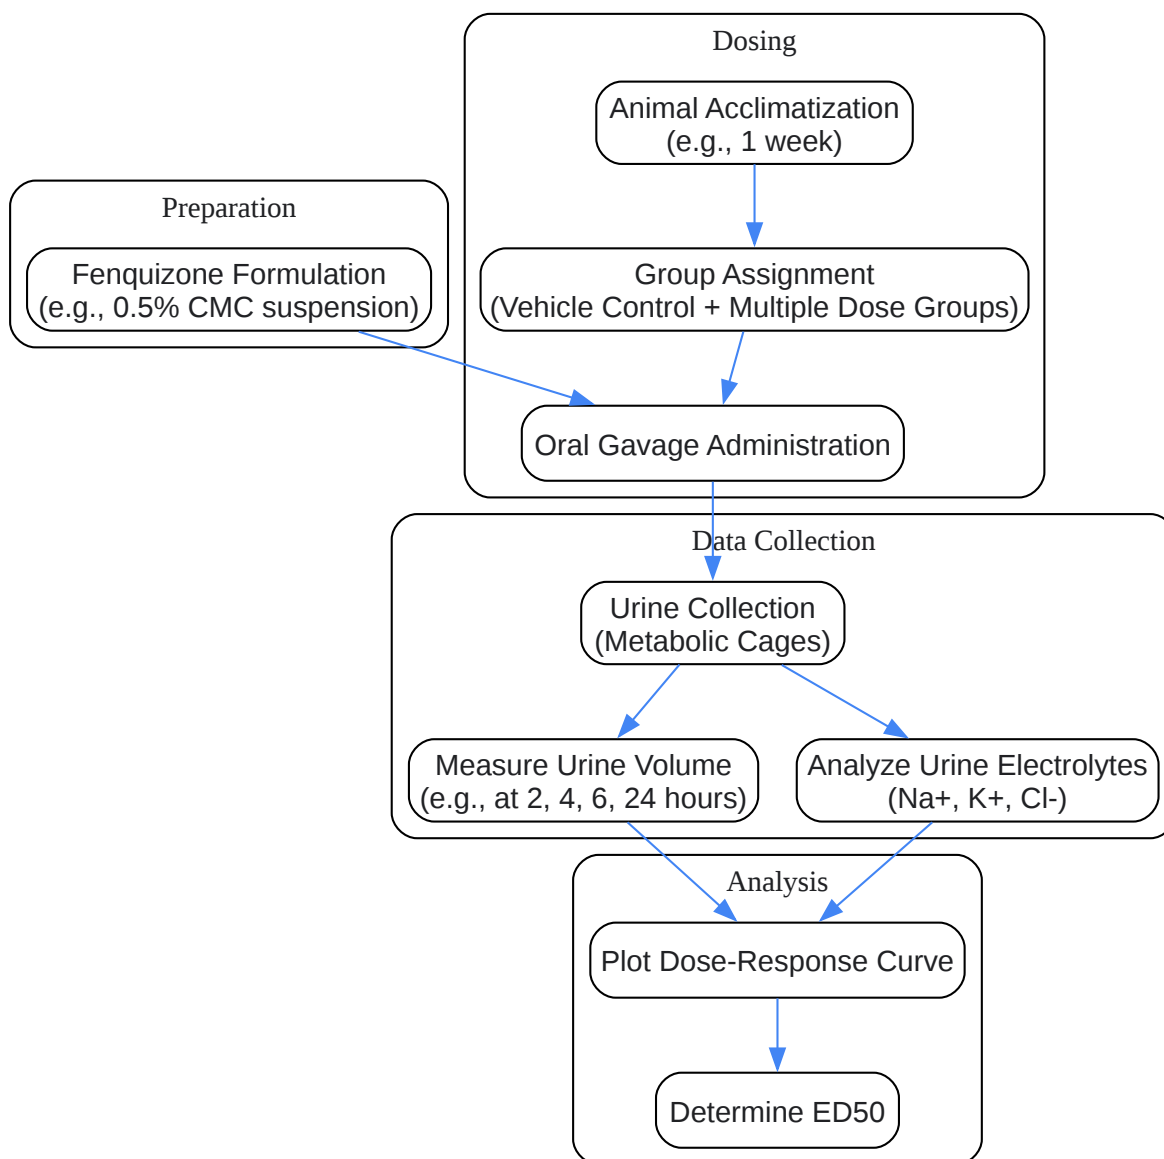 Dosing
Animal Acclimatization
(e.g., 1 week)
Preparation
Fenquizone Formulation
(e.g., 0.5% CMC suspension)
Group Assignment
(Vehicle Control + Multiple Dose Groups)
Oral Gavage Administration
Data Collection
Urine Collection
(Metabolic Cages)
Measure Urine Volume
(e.g., at 2, 4, 6, 24 hours)
Analyze Urine Electrolytes
(Na+, K+, Cl-)
Analysis
Plot Dose-Response Curve
Determine ED50